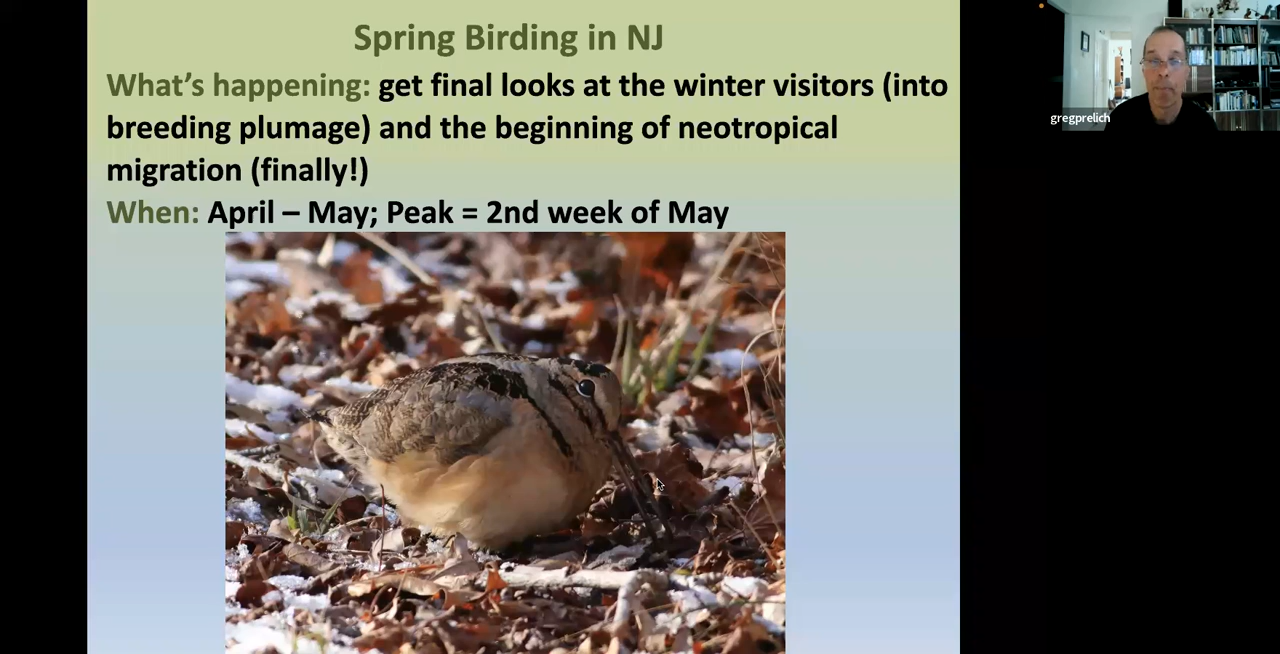 Spring Birding in NJ
What’s happening: get final looks at the winter visitors (into
breeding plumage) and the beginning of neotropical
migration (finally!)
When: April – May; Peak = 2nd week of May
gregprelich